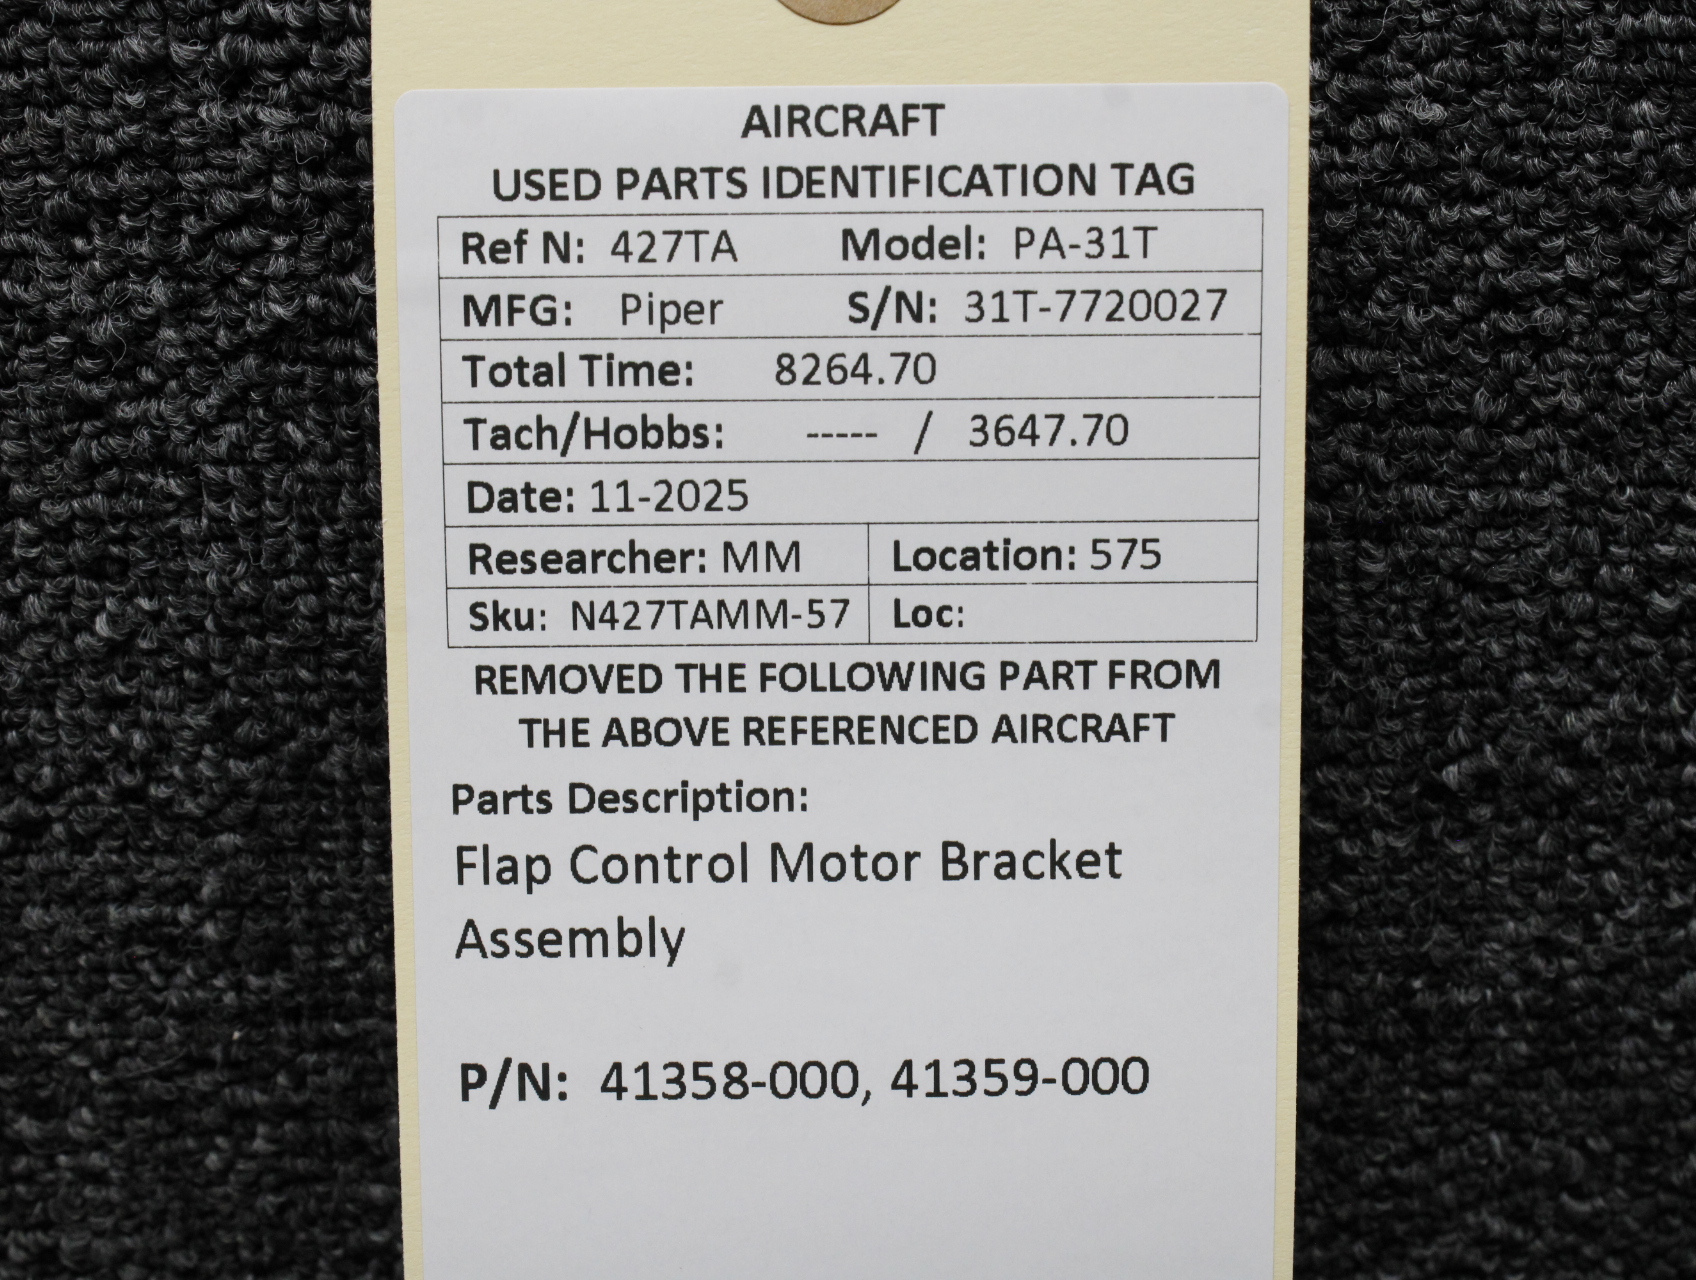 AIRCRAFT
USED PARTS IDENTIFICATION TAG
Ref N: 427TA Model: PA-31T
MFG: Piper S/N: 31T-7720027
Total Time: 8264.70
Tach/Hobbs: ----- / 3647.70
Date: 11-2025
Researcher: MM Location: 575
Sku: N427TAMM-57 Loc:
REMOVED THE FOLLOWING PART FROM
THE ABOVE REFERENCED AIRCRAFT
Parts Description:
Flap Control Motor Bracket
Assembly
P/N: 41358-000, 41359-000